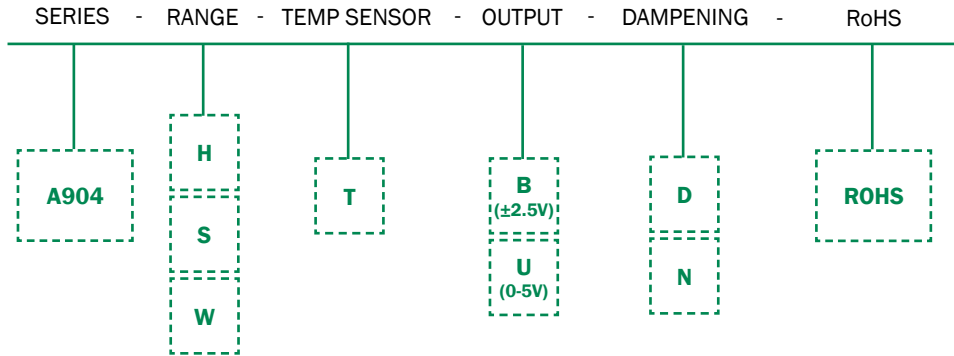 SERIES - RANGE - TEMP SENSOR - OUTPUT - DAMPENING - RoHS
A904
H
S
W
T
B
(±2.5V)
U
(0-5V)
D
N
ROHS